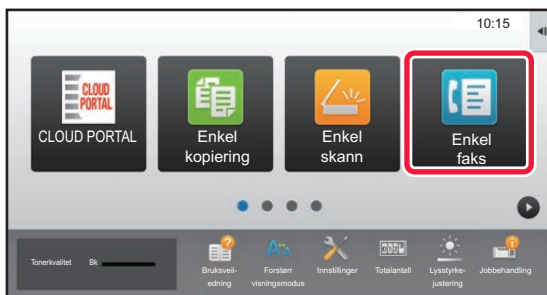 10:15
CLOUD
PORTAL
CLOUD PORTAL
Enkel
kopiering
Enkel
skann
Enkel
faks
Tonerkvalitet Bk
Bruksveil-
edning
Forstørr
visningsmodus
Innstillinger
Totalantall
Lysstyrke-
justering
Jobbehandling